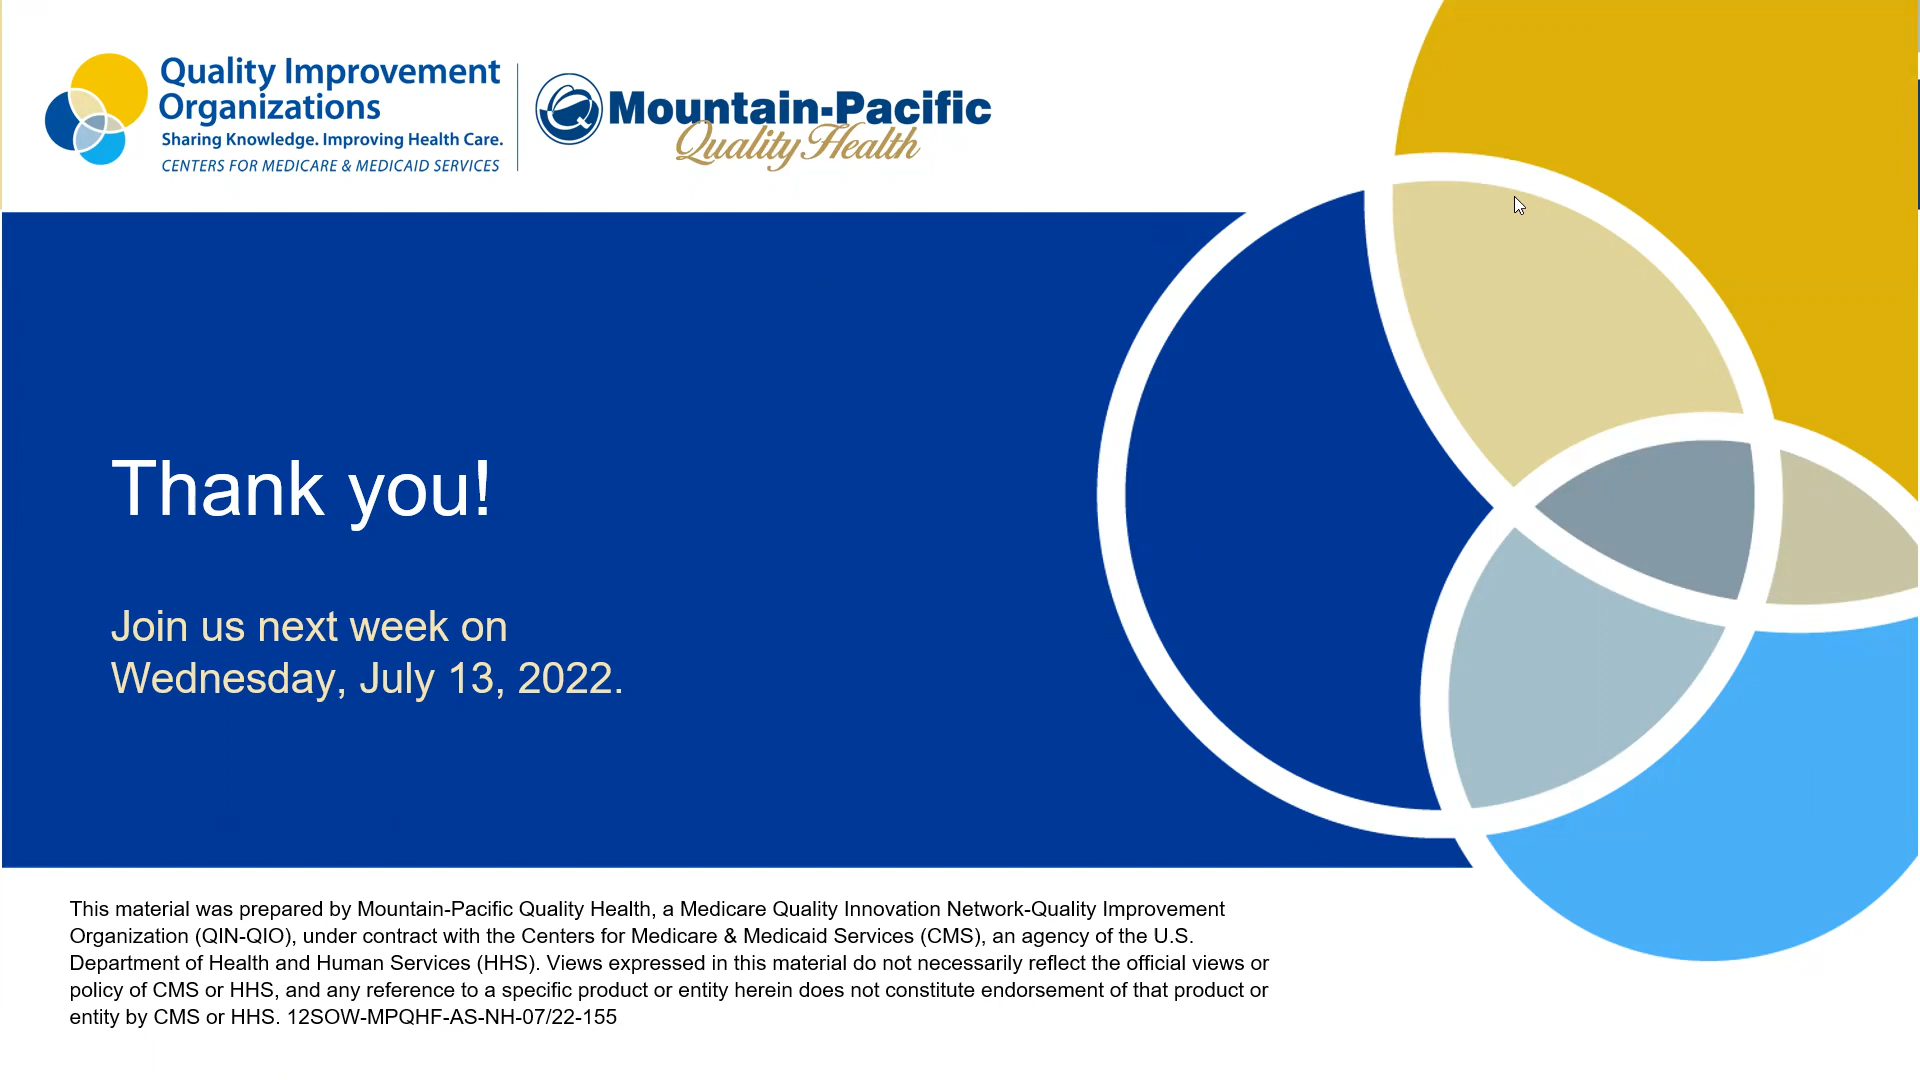 Quality Improvement
Organizations
Sharing Knowledge. Improving Health Care.
CENTERS FOR MEDICARE & MEDICAID SERVICES
Mountain-Pacific
Quality Health
Thank you!
Join us next week on
Wednesday, July 13, 2022.
This material was prepared by Mountain-Pacific Quality Health, a Medicare Quality Innovation Network-Quality Improvement
Organization (QIN-QIO), under contract with the Centers for Medicare & Medicaid Services (CMS), an agency of the U.S.
Department of Health and Human Services (HHS). Views expressed in this material do not necessarily reflect the official views or
policy of CMS or HHS, and any reference to a specific product or entity herein does not constitute endorsement of that product or
entity by CMS or HHS. 12SOW-MPQHF-AS-NH-07/22-155